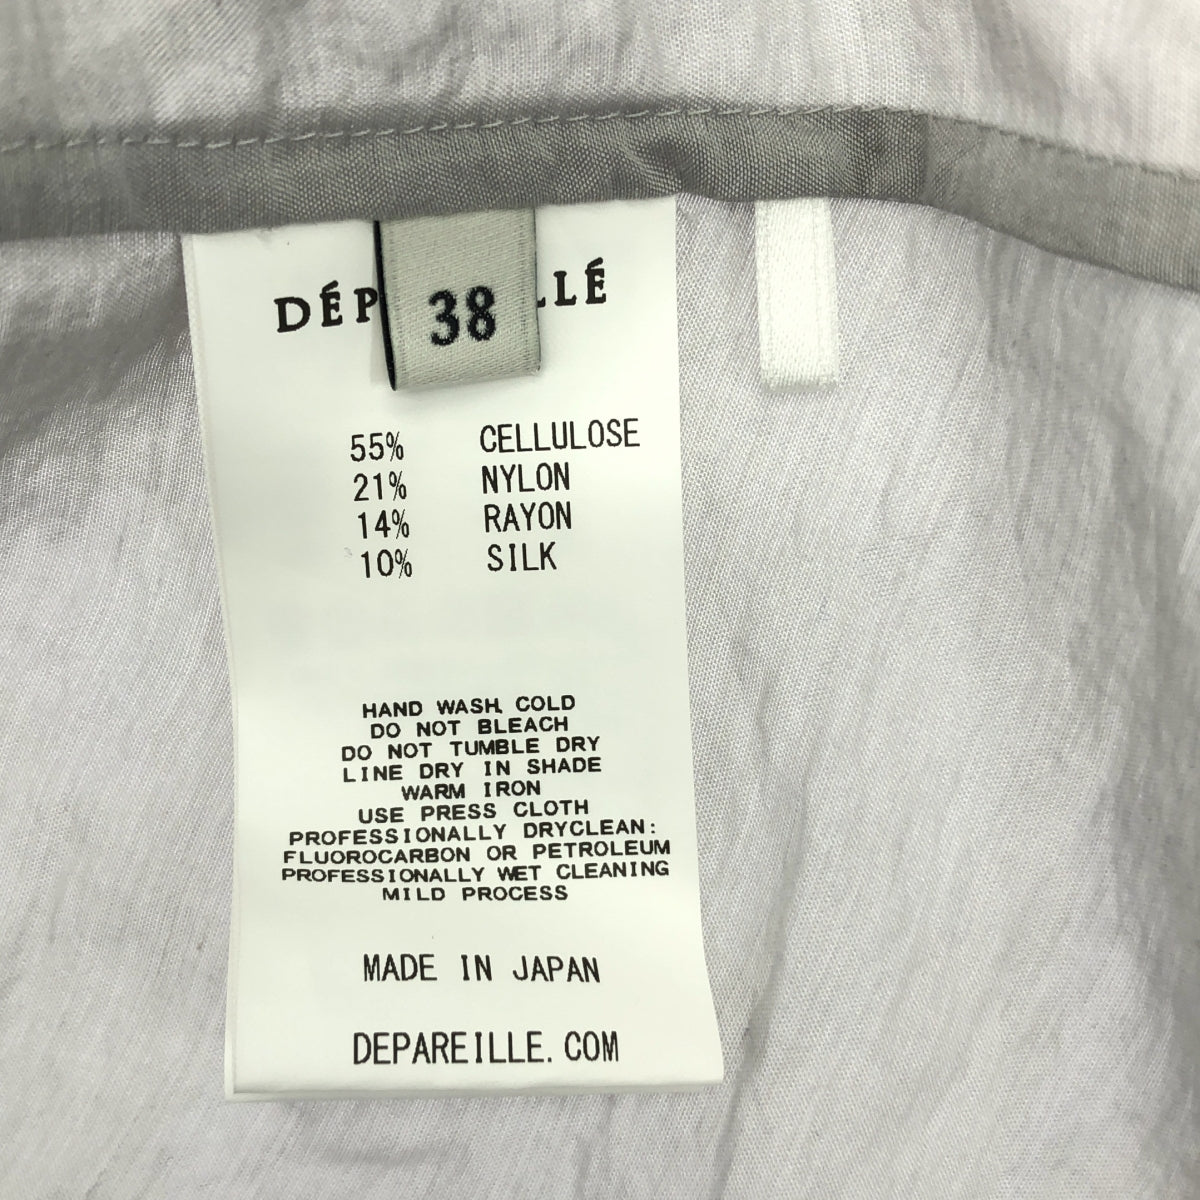 38
55% CELLULOSE
21% NYLON
14% RAYON
10% SILK
HAND WASH COLD
DO NOT BLEACH
DO NOT TUMBLE DRY
LINE DRY IN SHADE
WARM IRON
USE PRESS CLOTH
PROFESSIONALLY DRYCLEAN:
FLUOROCARBON OR PETROLEUM
PROFESSIONALLY WET CLEANING
MILD PROCESS
MADE IN JAPAN
DEPAREILLE.COM